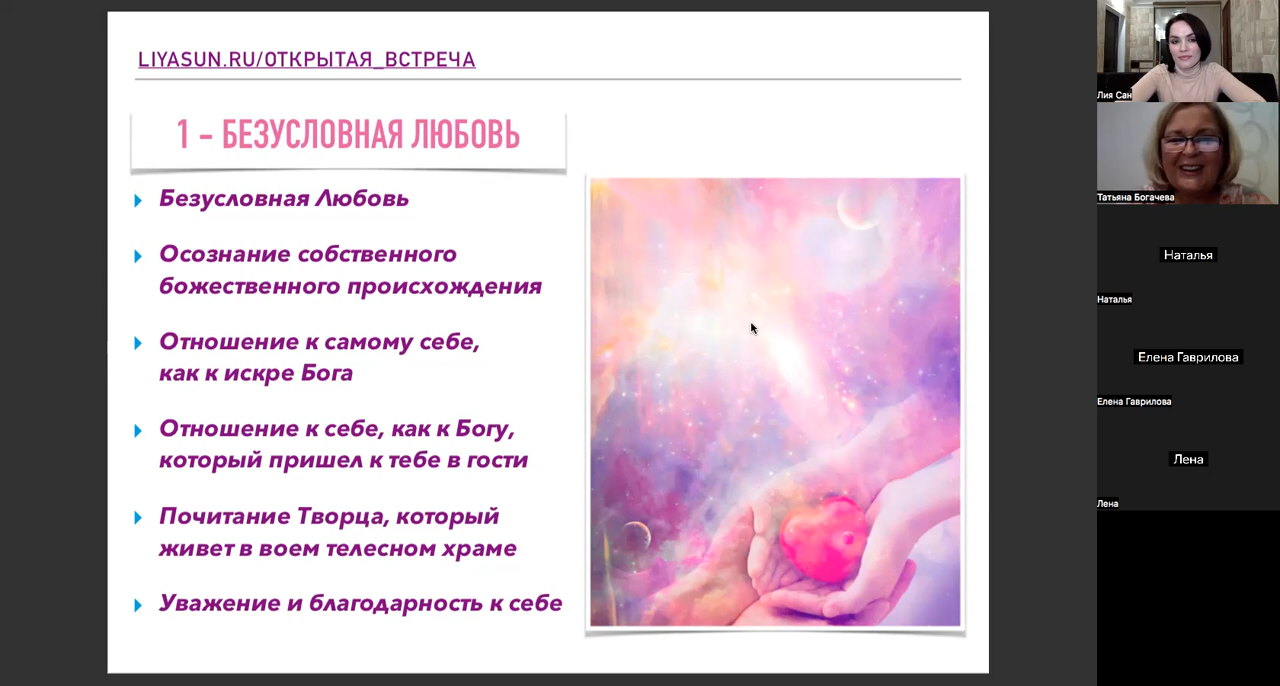 LIYASUN.RU/ОТКРЫТАЯ_ВСТРЕЧА
1 – БЕЗУСЛОВНАЯ ЛЮБОВЬ
Безусловная Любовь
Осознание собственного
божественного происхождения
Отношение к самому себе,
как к искре Бога
Отношение к себе, как к Богу,
который пришел к тебе в гости
Почитание Творца, который
живет в воем телесном храме
Уважение и благодарность к себе
Лия Сан
Татьяна Богачева
Наталья
Наталья
Елена Гаврилова
Елена Гаврилова
Лена
Лена